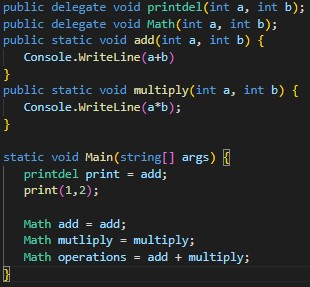 public delegate void printdel(int a, int b);
public delegate void Math(int a, int b);
public static void add(int a, int b) {
   Console.WriteLine(a+b)
}
public static void multiply(int a, int b) {
   Console.WriteLine(a*b);
}

static void Main(string[] args) {
   printdel print = add;
   print(1,2);

   Math add = add;
   Math mutliply = multiply;
   Math operations = add + multiply;
}